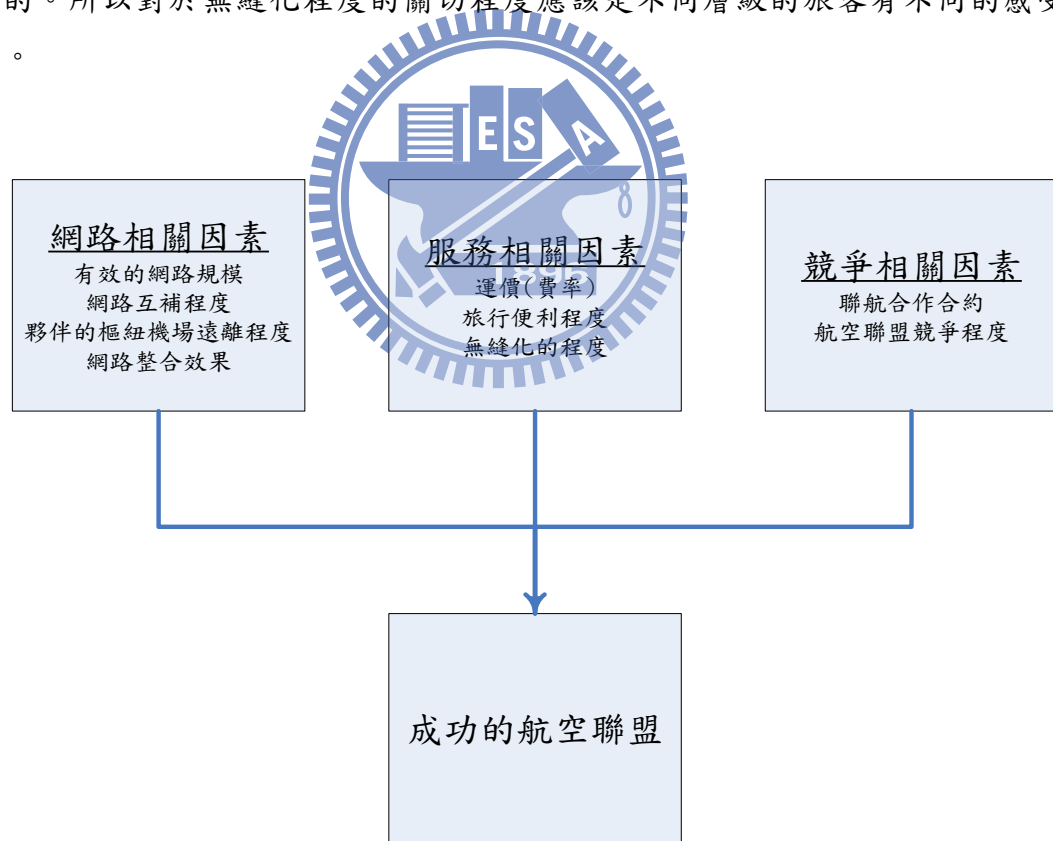 的。所以對於無縫化程度的關切程度應該是不同層級的旅客有不同的感受
。
網路相關因素
有效的網路規模
網路互補程度
夥伴的樞紐機場遠離程度
網路整合效果
服務相關因素
運價(費率)
旅行便利程度
無縫化的程度
競爭相關因素
聯航合作合約
航空聯盟競爭程度
成功的航空聯盟
E S A
1896